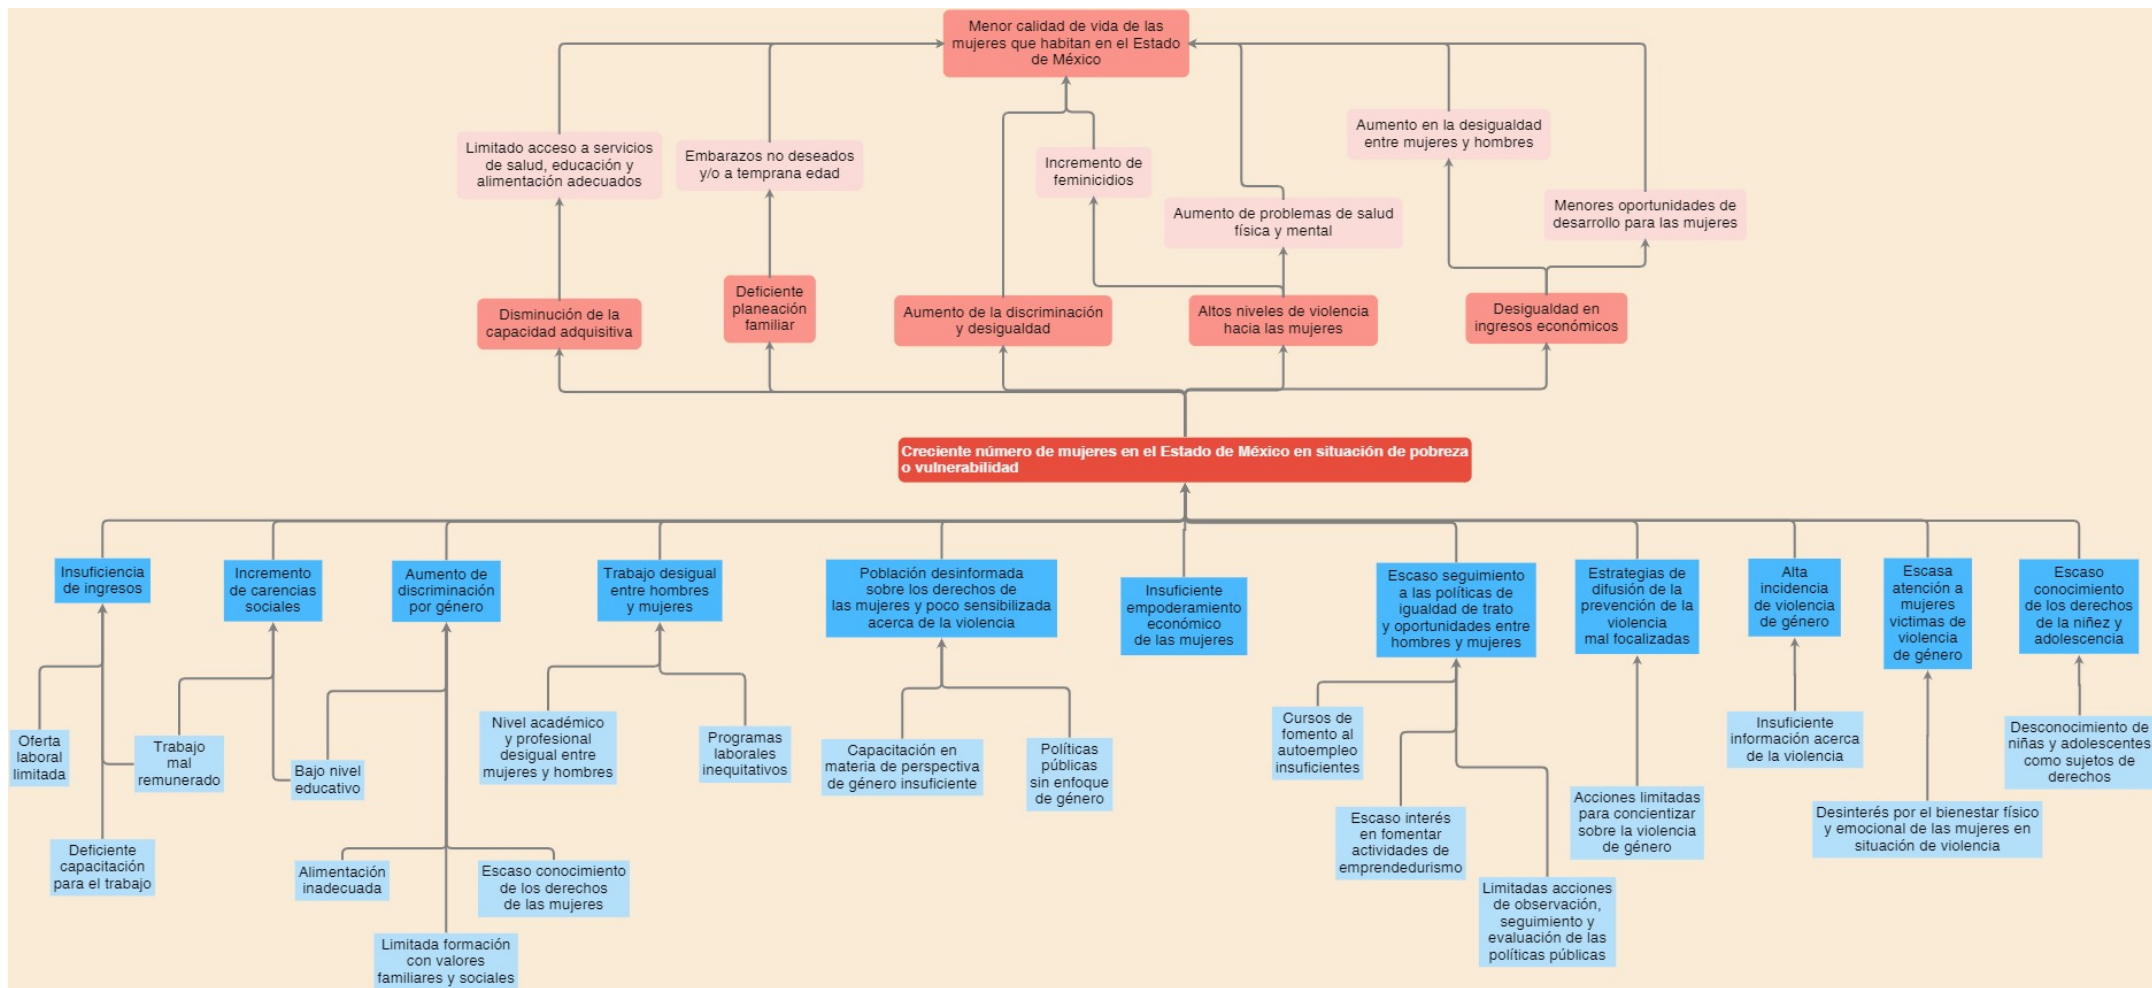 Menor calidad de vida de las
mujeres que habitan en el Estado
de México
Limitado acceso a servicios
de salud, educación y
alimentación adecuados
Embarazos no deseados
y/o a temprana edad
Incremento de
feminicidios
Aumento de problemas de salud
física y mental
Aumento en la desigualdad
entre mujeres y hombres
Menores oportunidades de
desarrollo para las mujeres
Disminución de la
capacidad adquisitiva
Deficiente
planeación
familiar
Aumento de la discriminación
y desigualdad
Altos niveles de violencia
hacia las mujeres
Desigualdad en
ingresos económicos
Creciente número de mujeres en el Estado de México en situación de pobreza
o vulnerabilidad
Insuficiencia
de ingresos
Incremento
de carencias
sociales
Aumento de
discriminación
por género
Trabajo desigual
entre hombres
y mujeres
Población desinformada
sobre los derechos de
las mujeres y poco sensibilizada
acerca de la violencia
Insuficiente
empoderamiento
económico
de las mujeres
Escaso seguimiento
a las políticas de
igualdad de trato
y oportunidades entre
hombres y mujeres
Estrategias de
difusión de la
prevención de la
violencia
mal focalizadas
Alta
incidencia
de violencia
de género
Escasa
atención a
mujeres
victimas de
violencia
de género
Escaso
conocimiento
de los derechos
de la niñez y
adolescencia
Oferta
laboral
limitada
Trabajo
mal
remunerado
Bajo nivel
educativo
Nivel académico
y profesional
desigual entre
mujeres y hombres
Programas
laborales
inequitativos
Capacitación en
materia de perspectiva
de género insuficiente
Políticas
públicas
sin enfoque
de género
Cursos de
fomento al
autoempleo
insuficientes
Escaso interés
en fomentar
actividades de
emprendedurismo
Limitadas acciones
de observación,
seguimiento y
evaluación de las
políticas públicas
Acciones limitadas
para concientizar
sobre la violencia
de género
Insuficiente
información acerca
de la violencia
Desinterés por el bienestar físico
y emocional de las mujeres en
situación de violencia
Desconocimiento de
niñas y adolescentes
como sujetos de
derechos
Deficiente
capacitación
para el trabajo
Alimentación
inadecuada
Escaso conocimiento
de los derechos
de las mujeres
Limitada formación
con valores
familiares y sociales